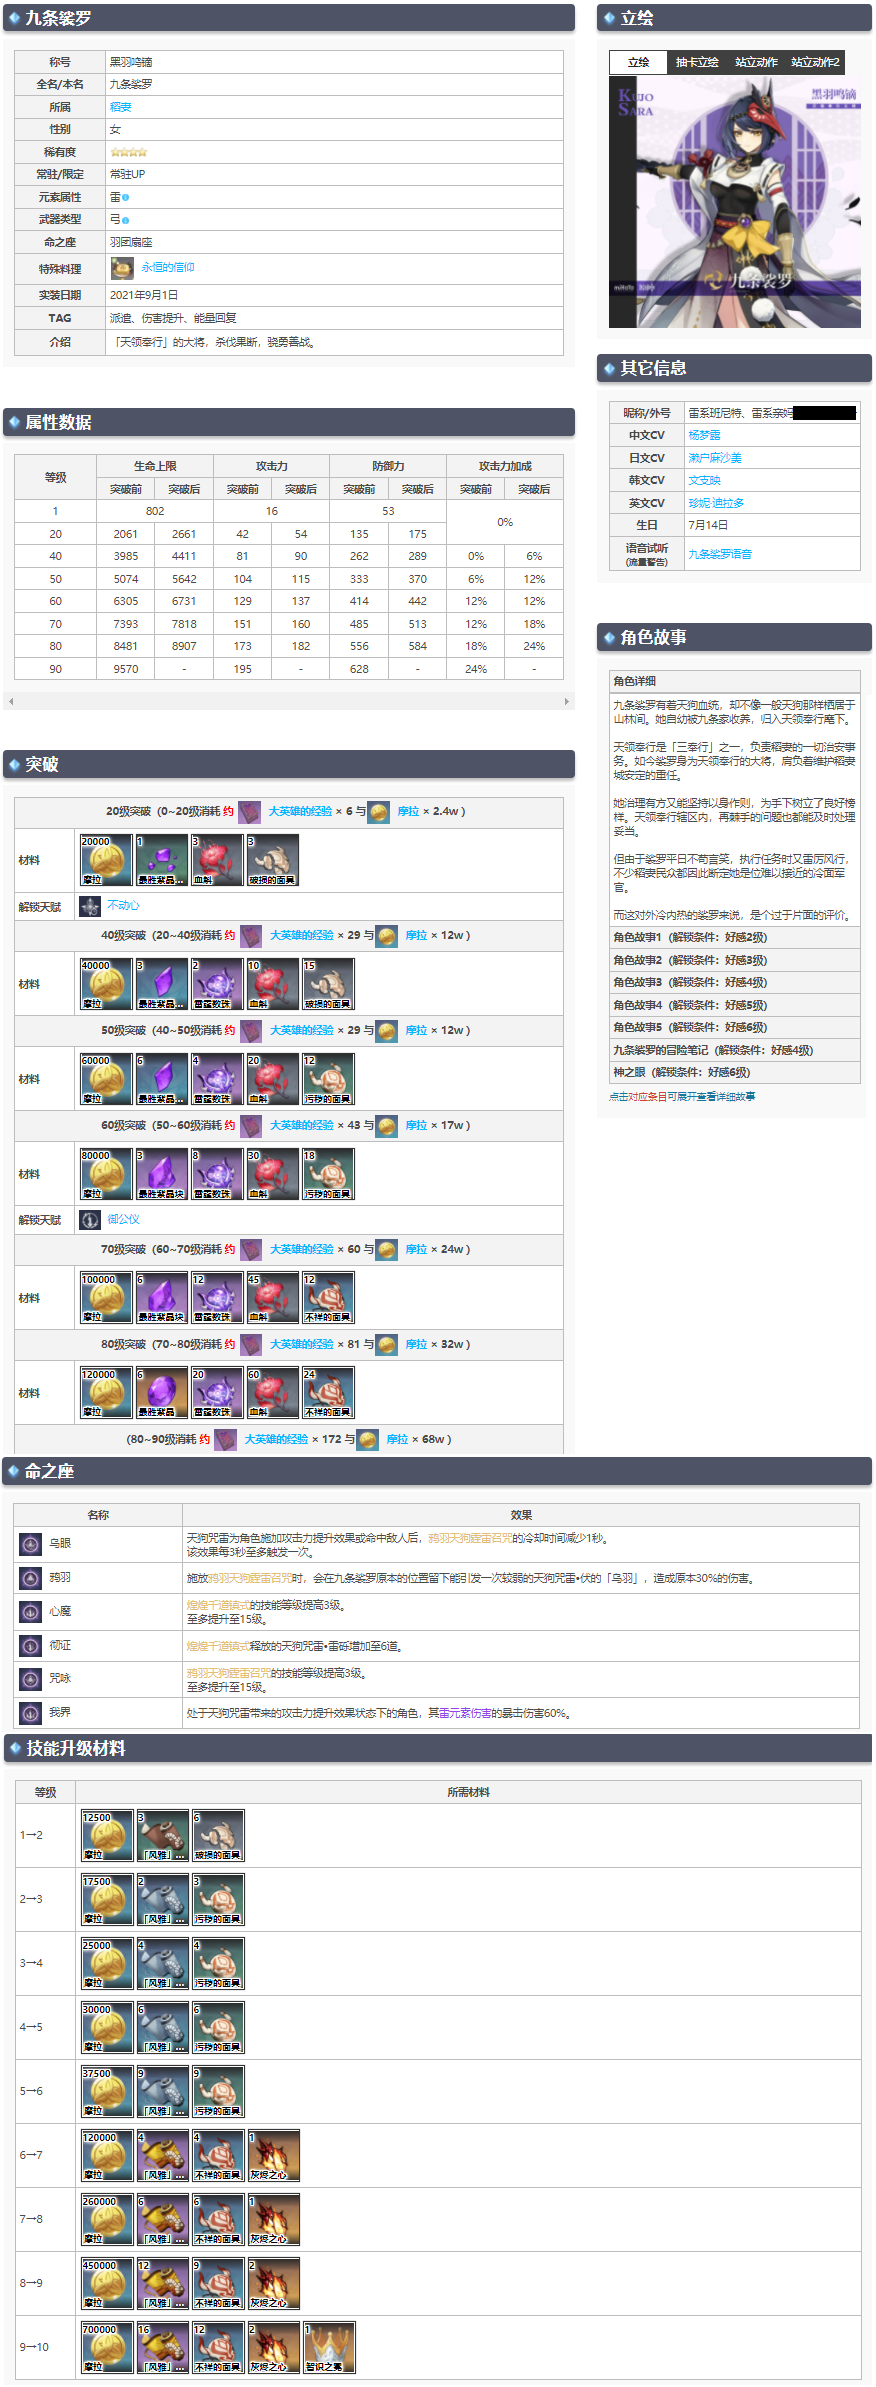 九条裟罗
称号 黑羽鸣镝
全名/本名 九条裟罗
所属 稻妻
性别 女
稀有度
常驻/限定 常驻UP
元素属性 雷
武器类型 弓
命之座 羽团扇座
特殊料理 永恒的信仰
实装日期 2021年9月1日
TAG 派遣、伤害提升、能量回复
介绍 「天领奉行」的大将，杀伐果断，骁勇善战。
立绘
立绘 抽卡立绘 站立动作 站立动作2
KUJO
SARA
黑羽鸣镝
九条裟罗
miHoYo
其它信息
昵称/外号 雷系班尼特、雷系亲妈
中文CV 杨梦露
日文CV 濑户麻沙美
韩文CV 文支映
英文CV 珍妮·迪拉多
生日 7月14日
语音试听
(流量警告)
九条裟罗语音
属性数据
等级 生命上限 攻击力 防御力 攻击力加成
突破前 突破后 突破前 突破后 突破前 突破后 突破前 突破后
1 802 16 53 0%
20 2061 2661 42 54 135 175
40 3985 4411 81 90 262 289 0% 6%
50 5074 5642 104 115 333 370 6% 12%
60 6305 6731 129 137 414 442 12% 12%
70 7393 7818 151 160 485 513 12% 18%
80 8481 8907 173 182 556 584 18% 24%
90 9570 - 195 - 628 - 24% -
角色故事
角色详细
九条裟罗有着天狗血统，却不像一般天狗那样栖居于
山林间。她自幼被九条家收养，归入天领奉行麾下。
天领奉行是「三奉行」之一，负责稻妻的一切治安事
务。如今裟罗身为天领奉行的大将，肩负着维护稻妻
城安定的重任。
她治理有方又能坚持以身作则，为手下树立了良好榜
样。天领奉行辖区内，再棘手的问题也都能及时处理
妥当。
但由于裟罗平日不苟言笑，执行任务时又雷厉风行，
不少稻妻民众都因此断定她是位难以接近的冷面军
官。
而这对外冷内热的裟罗来说，是个过于片面的评价。
角色故事1（解锁条件：好感2级）
角色故事2（解锁条件：好感3级）
角色故事3（解锁条件：好感4级）
角色故事4（解锁条件：好感5级）
角色故事5（解锁条件：好感6级）
九条裟罗的冒险笔记（解锁条件：好感4级）
神之眼（解锁条件：好感6级）
点击对应条目可展开查看详细故事
突破
20级突破（0~20级消耗 约 大英雄的经验 × 6 与 摩拉 × 2.4w ）
材料 20000 摩拉 1 最胜紫晶… 3 血斛 3 破损的面具
解锁天赋 不动心
40级突破（20~40级消耗 约 大英雄的经验 × 29 与 摩拉 × 12w ）
材料 40000 摩拉 3 最胜紫晶… 2 雷霆数珠 10 血斛 15 破损的面具
50级突破（40~50级消耗 约 大英雄的经验 × 29 与 摩拉 × 12w ）
材料 60000 摩拉 6 最胜紫晶… 4 雷霆数珠 20 血斛 12 污秽的面具
60级突破（50~60级消耗 约 大英雄的经验 × 43 与 摩拉 × 17w ）
材料 80000 摩拉 3 最胜紫晶块 8 雷霆数珠 30 血斛 18 污秽的面具
解锁天赋 御公仪
70级突破（60~70级消耗 约 大英雄的经验 × 60 与 摩拉 × 24w ）
材料 100000 摩拉 6 最胜紫晶块 12 雷霆数珠 45 血斛 12 不祥的面具
80级突破（70~80级消耗 约 大英雄的经验 × 81 与 摩拉 × 32w ）
材料 120000 摩拉 6 最胜紫晶 20 雷霆数珠 60 血斛 24 不祥的面具
（80~90级消耗 约 大英雄的经验 × 172 与 摩拉 × 68w ）
命之座
名称 效果
乌眼 天狗咒雷为角色施加攻击力提升效果或命中敌人后，鸦羽天狗霆雷召咒的冷却时间减少1秒。
该效果每3秒至多触发一次。
鸦羽 施放鸦羽天狗霆雷召咒时，会在九条裟罗原本的位置留下能引发一次较弱的天狗咒雷•伏的「乌羽」，造成原本30%的伤害。
心魔 煌煌千道镇式的技能等级提高3级。
至多提升至15级。
彻证 煌煌千道镇式释放的天狗咒雷•雷砾增加至6道。
咒咏 鸦羽天狗霆雷召咒的技能等级提高3级。
至多提升至15级。
我界 处于天狗咒雷带来的攻击力提升效果状态下的角色，其雷元素伤害的暴击伤害60%。
技能升级材料
等级 所需材料
1→2 12500 摩拉 3 「风雅」… 6 破损的面具
2→3 17500 摩拉 2 「风雅」… 3 污秽的面具
3→4 25000 摩拉 4 「风雅」… 4 污秽的面具
4→5 30000 摩拉 6 「风雅」… 6 污秽的面具
5→6 37500 摩拉 9 「风雅」… 9 污秽的面具
6→7 120000 摩拉 4 「风雅」… 4 不祥的面具 1 灰烬之心
7→8 260000 摩拉 6 「风雅」… 6 不祥的面具 1 灰烬之心
8→9 450000 摩拉 12 「风雅」… 9 不祥的面具 2 灰烬之心
9→10 700000 摩拉 16 「风雅」… 12 不祥的面具 2 灰烬之心 1 智识之冕